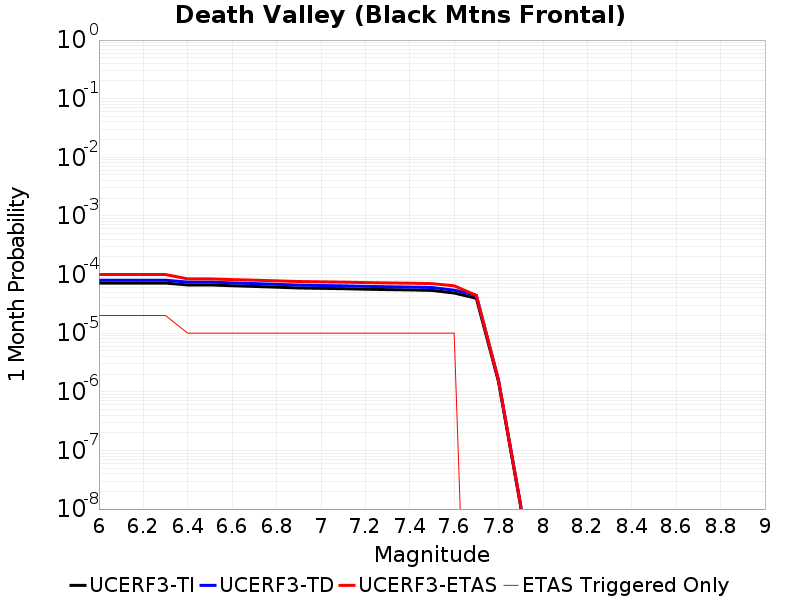 Death Valley (Black Mtns Frontal)
1 Month Probability
10^0
10^-1
10^-2
10^-3
10^-4
10^-5
10^-6
10^-7
10^-8
6 6.2 6.4 6.6 6.8 7 7.2 7.4 7.6 7.8 8 8.2 8.4 8.6 8.8 9
Magnitude
UCERF3-TI UCERF3-TD UCERF3-ETAS ETAS Triggered Only